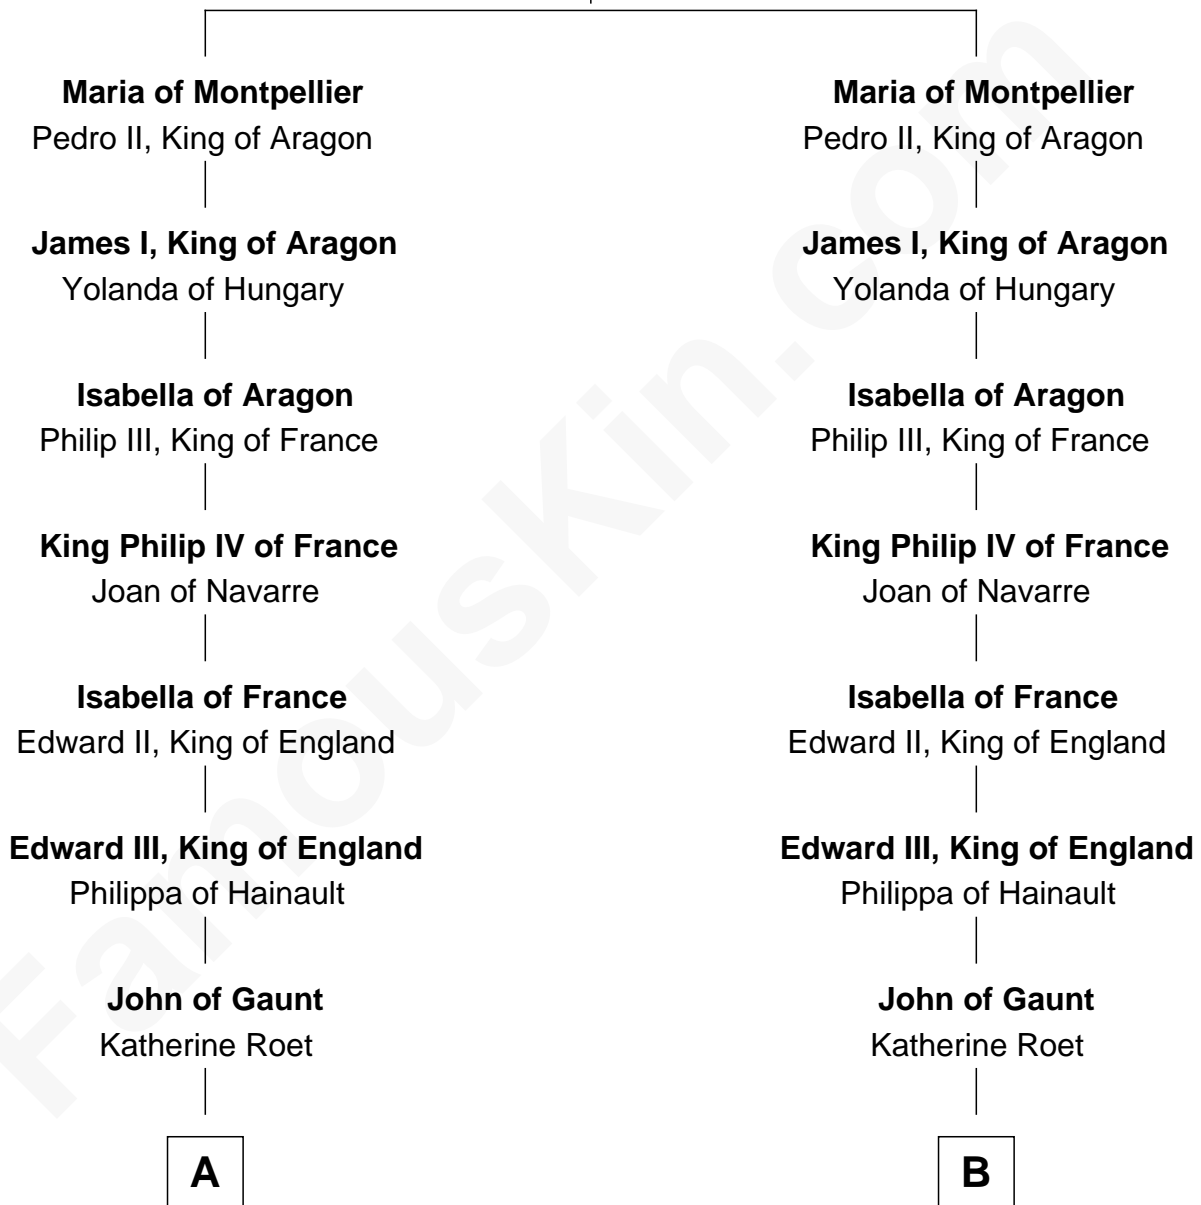 Maria of Montpellier
Pedro II, King of Aragon
James I, King of Aragon
Yolanda of Hungary
Isabella of Aragon
Philip III, King of France
King Philip IV of France
Joan of Navarre
Isabella of France
Edward II, King of England
Edward III, King of England
Philippa of Hainault
John of Gaunt
Katherine Roet
A
Maria of Montpellier
Pedro II, King of Aragon
James I, King of Aragon
Yolanda of Hungary
Isabella of Aragon
Philip III, King of France
King Philip IV of France
Joan of Navarre
Isabella of France
Edward II, King of England
Edward III, King of England
Philippa of Hainault
John of Gaunt
Katherine Roet
B
FamousKin.com